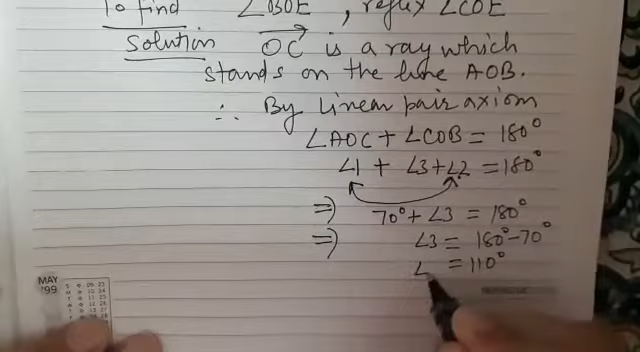 To find ∠BOE, reflex ∠COE
Solution OC is a ray which
stands on the line AOB.
∴ By linear pair axiom
∠AOC + ∠COB = 180°
∠1 + ∠3 + ∠2 = 180°
⇒ 70° + ∠3 = 180°
⇒ ∠3 = 180° - 70°
∠ = 110°
MAY
'99